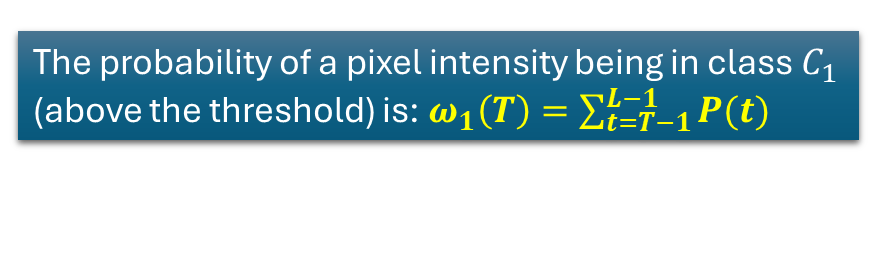 The probability of a pixel intensity being in class C₁
(above the threshold) is: ω₁(T) = ∑_{t=T−1}^{L−1} P(t)